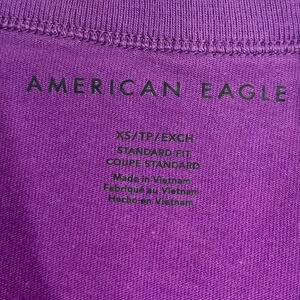 AMERICAN EAGLE
XS/TP/EXCH
STANDARD FIT
COUPE STANDARD
Made in Vietnam
Fabriqué au Vietnam
Hecho en Vietnam